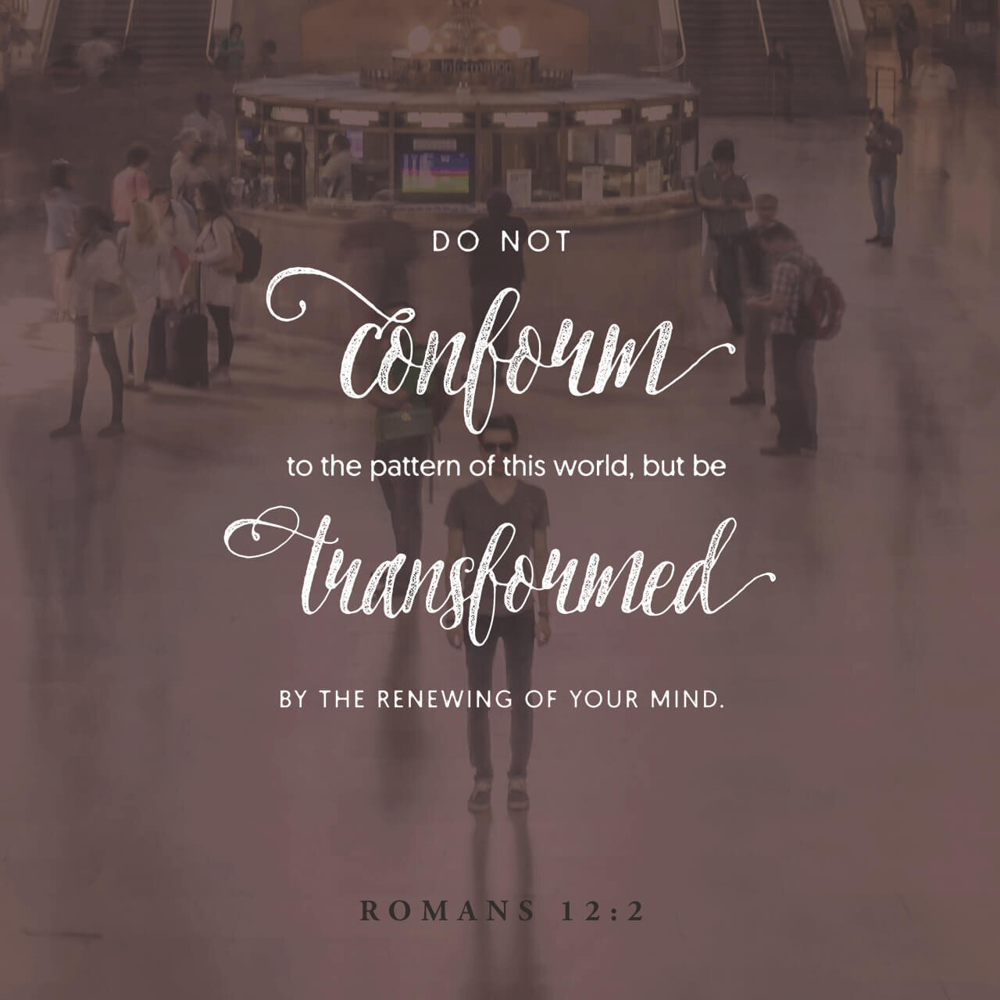 Information
DO NOT
conform
to the pattern of this world, but be
transformed
BY THE RENEWING OF YOUR MIND.
ROMANS 12:2